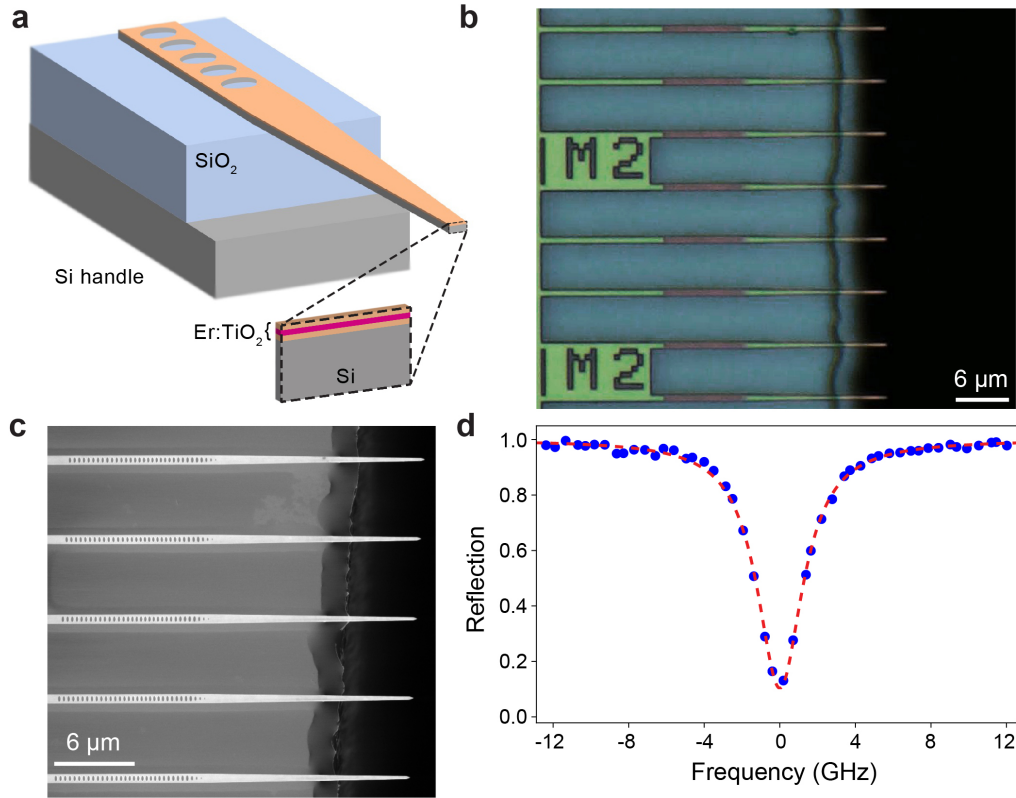 a
SiO2
Si handle
Er:TiO2{
Si
b
M2
M2
6 µm
c
6 µm
d
1.0
0.8
0.6
0.4
0.2
0.0
Reflection
-12 -8 -4 0 4 8 12
Frequency (GHz)